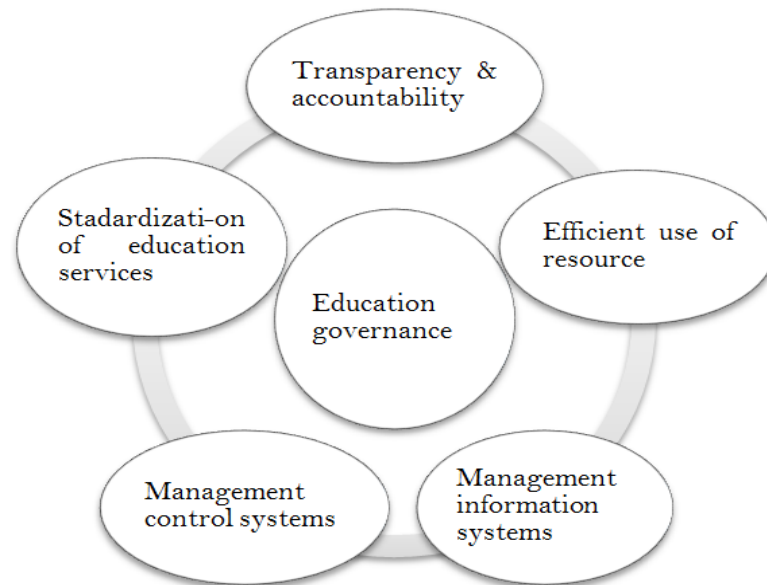 Transparency &
accountability
Stadardizati-on
of education
services
Efficient use of
resource
Education
governance
Management
control systems
Management
information
systems